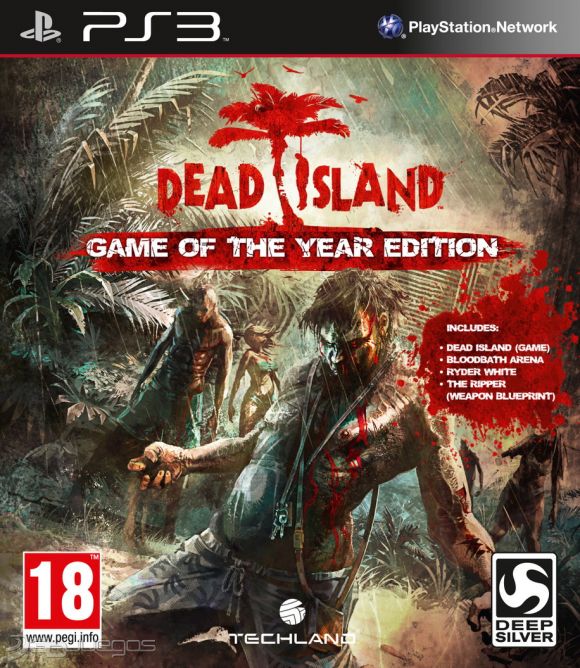 PS3
PlayStation®Network
DEAD ISLAND™
GAME OF THE YEAR EDITION
INCLUDES:
• DEAD ISLAND (GAME)
• BLOODBATH ARENA
• RYDER WHITE
• THE RIPPER
(WEAPON BLUEPRINT)
18
www.pegi.info
TECHLAND
DEEP
SILVER